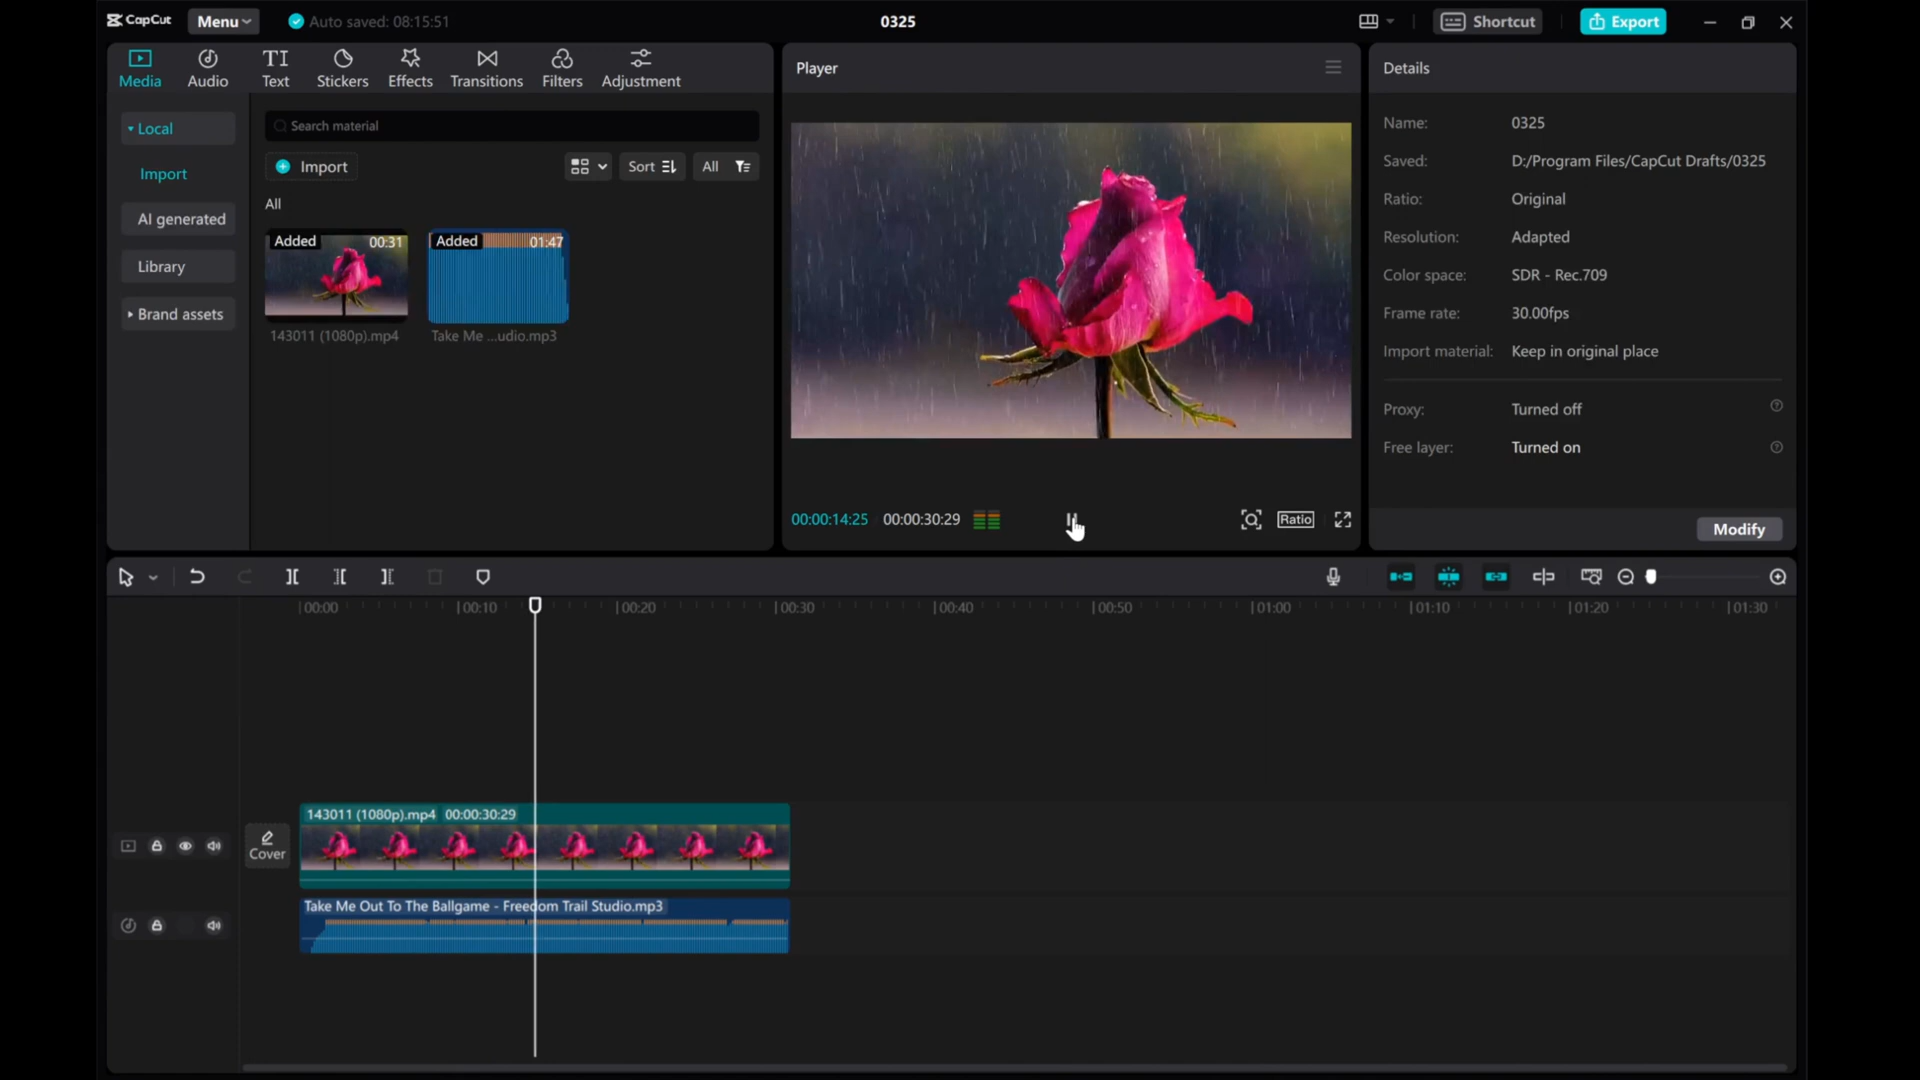 CapCut
Menu
Auto saved: 08:15:51
0325
Shortcut
Export
Media
Audio
Text
Stickers
Effects
Transitions
Filters
Adjustment
Local
Import
AI generated
Library
Brand assets
Search material
Import
Sort
All
All
Added
00:31
143011 (1080p).mp4
Added
01:47
Take Me ...udio.mp3
Player
00:00:14:25
00:00:30:29
Ratio
Details
Name: 0325
Saved: D:/Program Files/CapCut Drafts/0325
Ratio: Original
Resolution: Adapted
Color space: SDR - Rec.709
Frame rate: 30.00fps
Import material: Keep in original place
Proxy: Turned off
Free layer: Turned on
Modify
00:00
00:10
00:20
00:30
00:40
00:50
01:00
01:10
01:20
01:30
Cover
143011 (1080p).mp4 00:00:30:29
Take Me Out To The Ballgame - Freedom Trail Studio.mp3